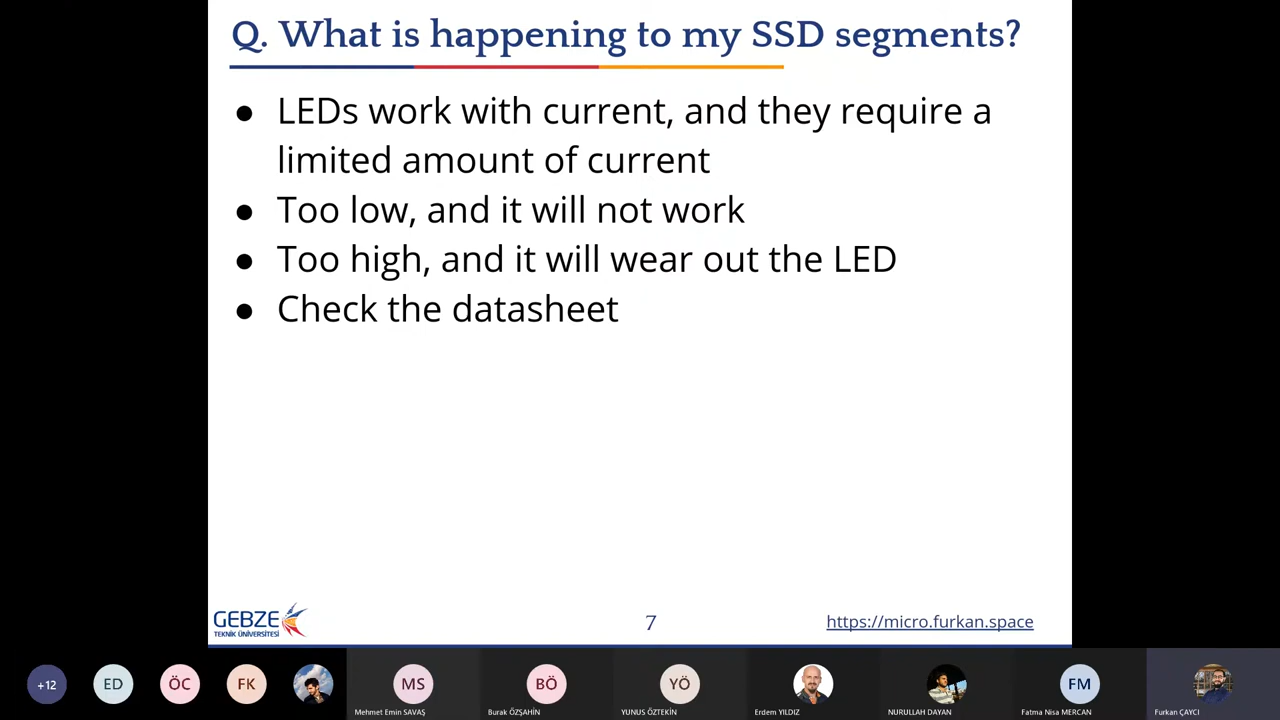 Q. What is happening to my SSD segments?
● LEDs work with current, and they require a
limited amount of current
● Too low, and it will not work
● Too high, and it will wear out the LED
● Check the datasheet
GEBZE
TEKNİK ÜNİVERSİTESİ
7
https://micro.furkan.space
+12
ED
ÖC
FK
MS
BÖ
YÖ
FM
Mehmet Emin SAVAŞ
Burak ÖZŞAHİN
YUNUS ÖZTEKİN
Erdem YILDIZ
NURULLAH DAYAN
Fatma Nisa MERCAN
Furkan ÇAYCI